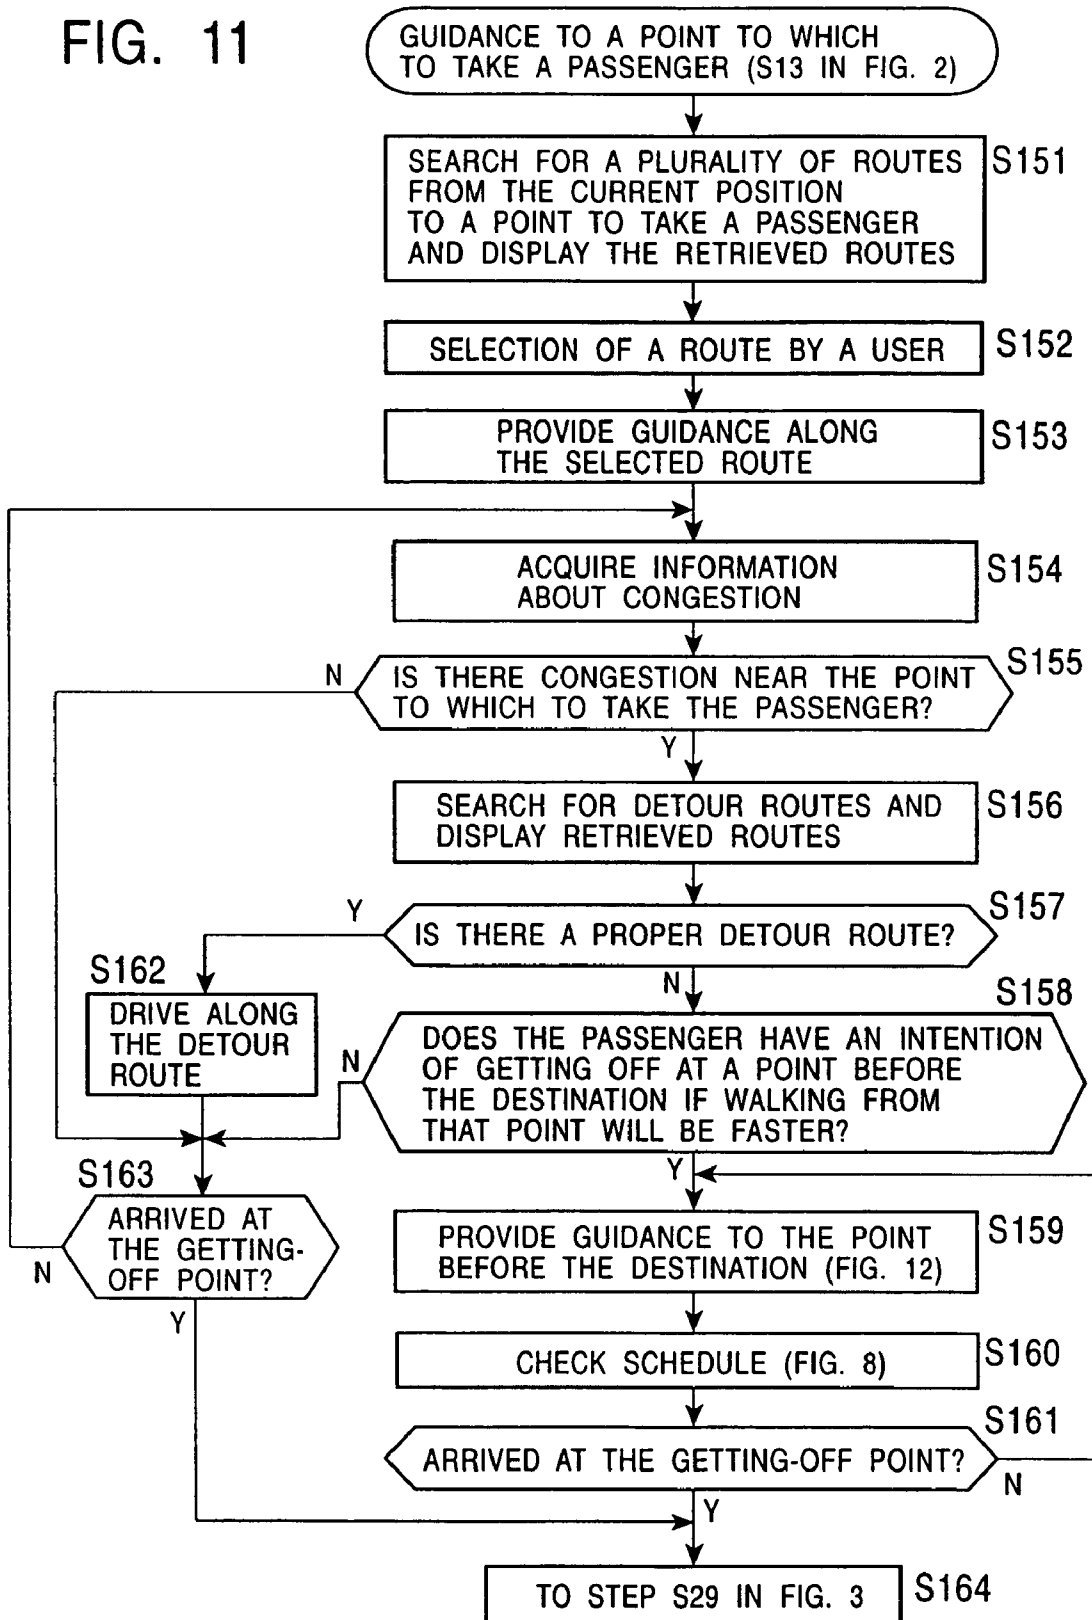 FIG. 11
GUIDANCE TO A POINT TO WHICH
TO TAKE A PASSENGER (S13 IN FIG. 2)
SEARCH FOR A PLURALITY OF ROUTES
FROM THE CURRENT POSITION
TO A POINT TO TAKE A PASSENGER
AND DISPLAY THE RETRIEVED ROUTES
S151
SELECTION OF A ROUTE BY A USER
S152
PROVIDE GUIDANCE ALONG
THE SELECTED ROUTE
S153
ACQUIRE INFORMATION
ABOUT CONGESTION
S154
IS THERE CONGESTION NEAR THE POINT
TO WHICH TO TAKE THE PASSENGER?
S155
N
Y
SEARCH FOR DETOUR ROUTES AND
DISPLAY RETRIEVED ROUTES
S156
IS THERE A PROPER DETOUR ROUTE?
S157
Y
N
S162
DRIVE ALONG
THE DETOUR
ROUTE
S158
DOES THE PASSENGER HAVE AN INTENTION
OF GETTING OFF AT A POINT BEFORE
THE DESTINATION IF WALKING FROM
THAT POINT WILL BE FASTER?
N
Y
S163
ARRIVED AT
THE GETTING-
OFF POINT?
N
Y
PROVIDE GUIDANCE TO THE POINT
BEFORE THE DESTINATION (FIG. 12)
S159
CHECK SCHEDULE (FIG. 8)
S160
ARRIVED AT THE GETTING-OFF POINT?
S161
N
Y
TO STEP S29 IN FIG. 3
S164